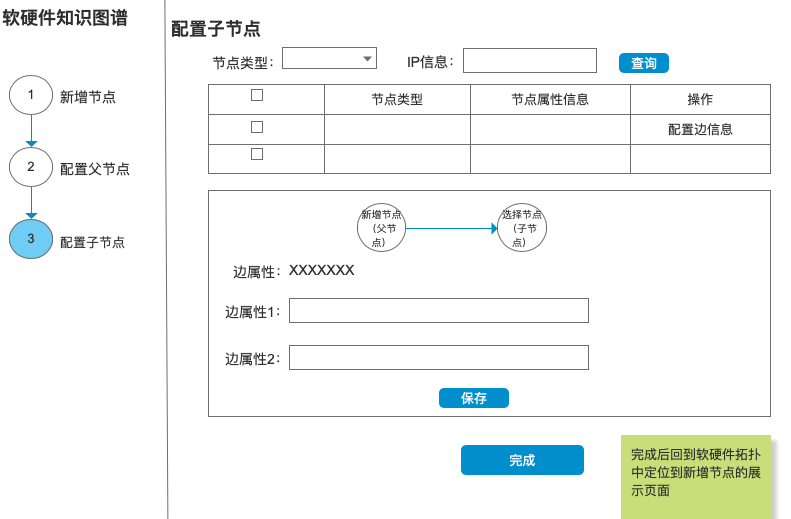 软硬件知识图谱
1
新增节点
2
配置父节点
3
配置子节点
配置子节点
节点类型：
IP信息：
查询
节点类型
节点属性信息
操作
配置边信息
新增节点
（父节
点）
选择节点
（子节
点）
边属性：
XXXXXXX
边属性1：
边属性2：
保存
完成
完成后回到软硬件拓扑
中定位到新增节点的展
示页面